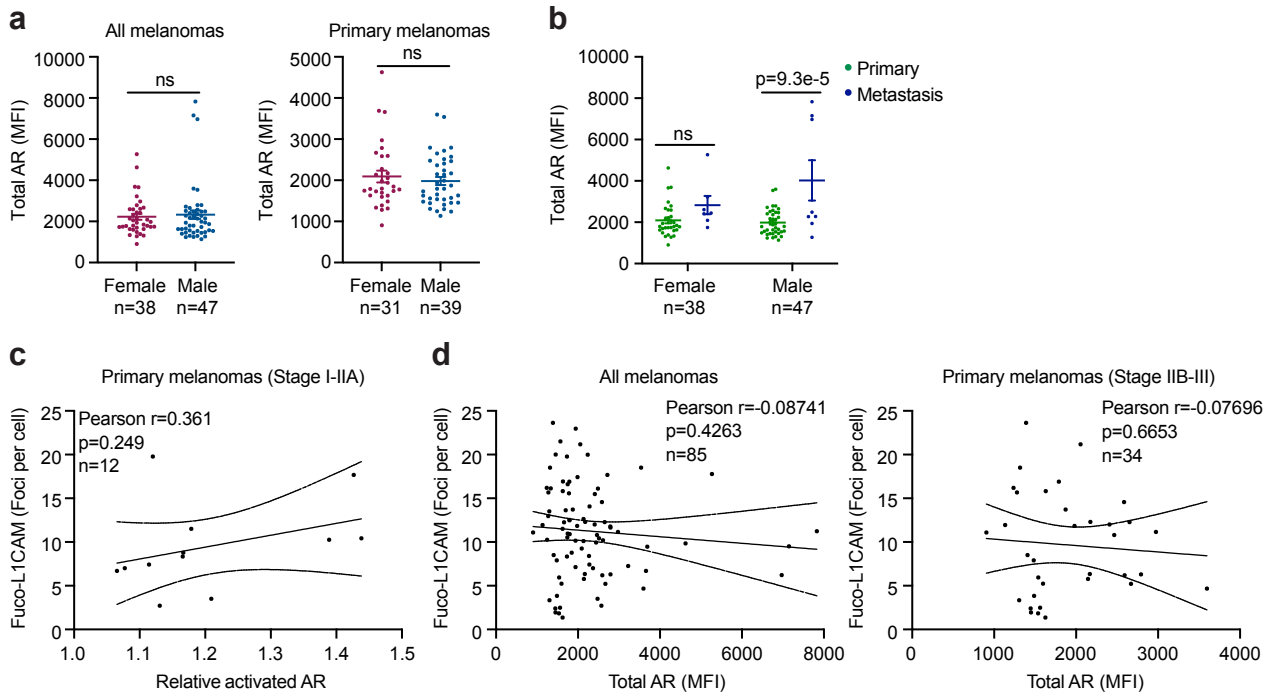 a
All melanomas
Total AR (MFI)
10000
8000
6000
4000
2000
0
ns
Female
n=38
Male
n=47
Primary melanomas
Total AR (MFI)
5000
4000
3000
2000
1000
0
ns
Female
n=31
Male
n=39
b
Total AR (MFI)
10000
8000
6000
4000
2000
0
ns
p=9.3e-5
Primary
Metastasis
Female
n=38
Male
n=47
c
Primary melanomas (Stage I-IIA)
Fuco-L1CAM (Foci per cell)
25
20
15
10
5
0
Pearson r=0.361
p=0.249
n=12
1.0
1.1
1.2
1.3
1.4
1.5
Relative activated AR
d
All melanomas
Fuco-L1CAM (Foci per cell)
25
20
15
10
5
0
Pearson r=-0.08741
p=0.4263
n=85
0
2000
4000
6000
8000
Total AR (MFI)
Primary melanomas (Stage IIB-III)
Fuco-L1CAM (Foci per cell)
25
20
15
10
5
0
Pearson r=-0.07696
p=0.6653
n=34
0
1000
2000
3000
4000
Total AR (MFI)